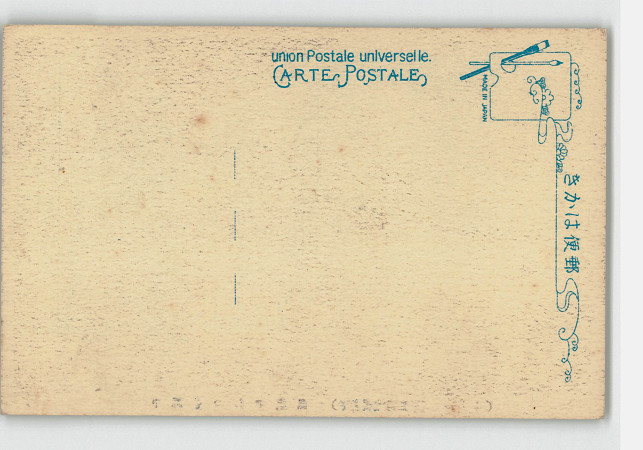 union Postale universelle.
CARTE POSTALE
MADE IN JAPAN
きかは便郵